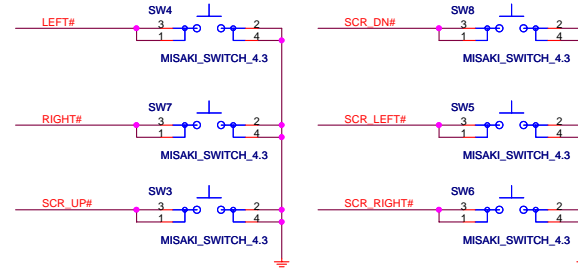 SW4
LEFT#
3
2
1
4
MISAKI_SWITCH_4.3
SW8
SCR_DN#
3
2
1
4
MISAKI_SWITCH_4.3
SW7
RIGHT#
3
2
1
4
MISAKI_SWITCH_4.3
SW5
SCR_LEFT#
3
2
1
4
MISAKI_SWITCH_4.3
SW3
SCR_UP#
3
2
1
4
MISAKI_SWITCH_4.3
SW6
SCR_RIGHT#
3
2
1
4
MISAKI_SWITCH_4.3